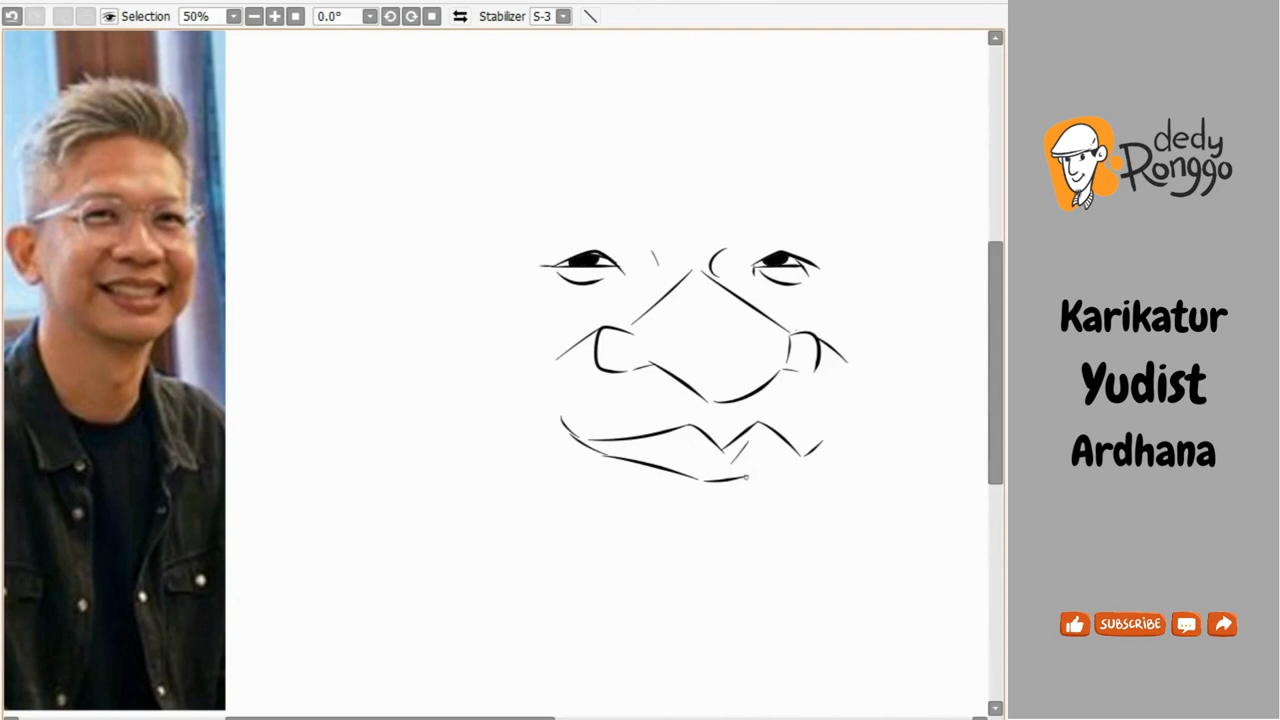 Selection 50% 0.0° Stabilizer S-3
dedy
Ronggo
Karikatur
Yudist
Ardhana
SUBSCRIBE